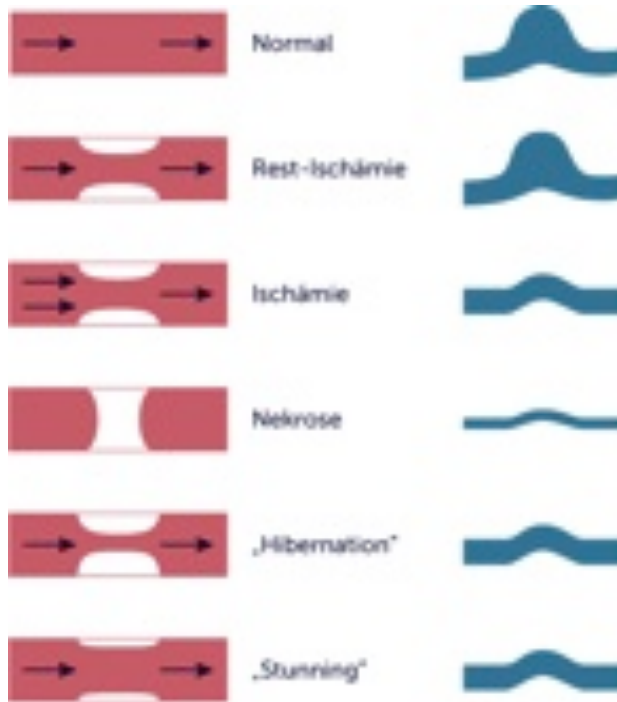 Normal
Rest-Ischämie
Ischämie
Nekrose
„Hibernation“
„Stunning“